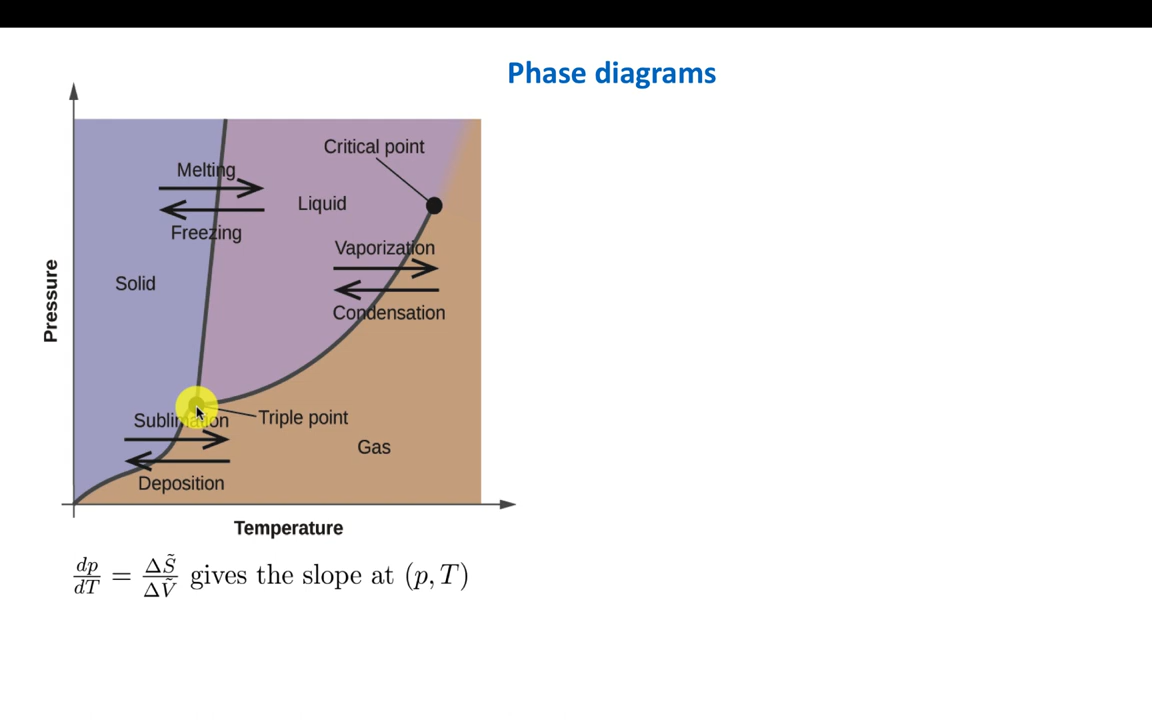 Phase diagrams
Critical point
Melting
Liquid
Freezing
Vaporization
Solid
Condensation
Pressure
Sublimation
Triple point
Gas
Deposition
Temperature
dp/dT = ΔS̃/ΔṼ gives the slope at (p, T)